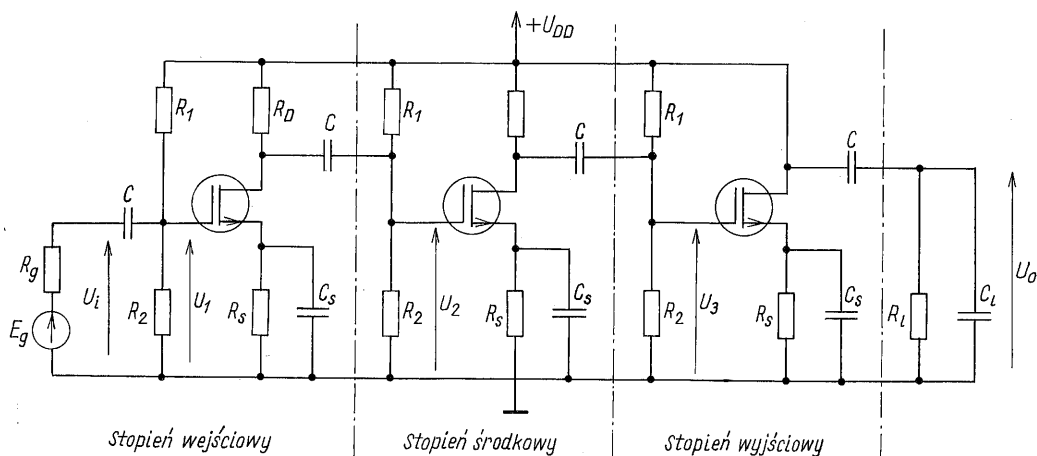 +U_DD
R_1
R_D
C
R_1
C
R_1
C
C
R_g
E_g
U_i
R_2
U_1
R_s
C_s
R_2
U_2
R_s
C_s
R_2
U_3
R_s
C_s
R_L
C_L
U_o
Stopień wejściowy
Stopień środkowy
Stopień wyjściowy